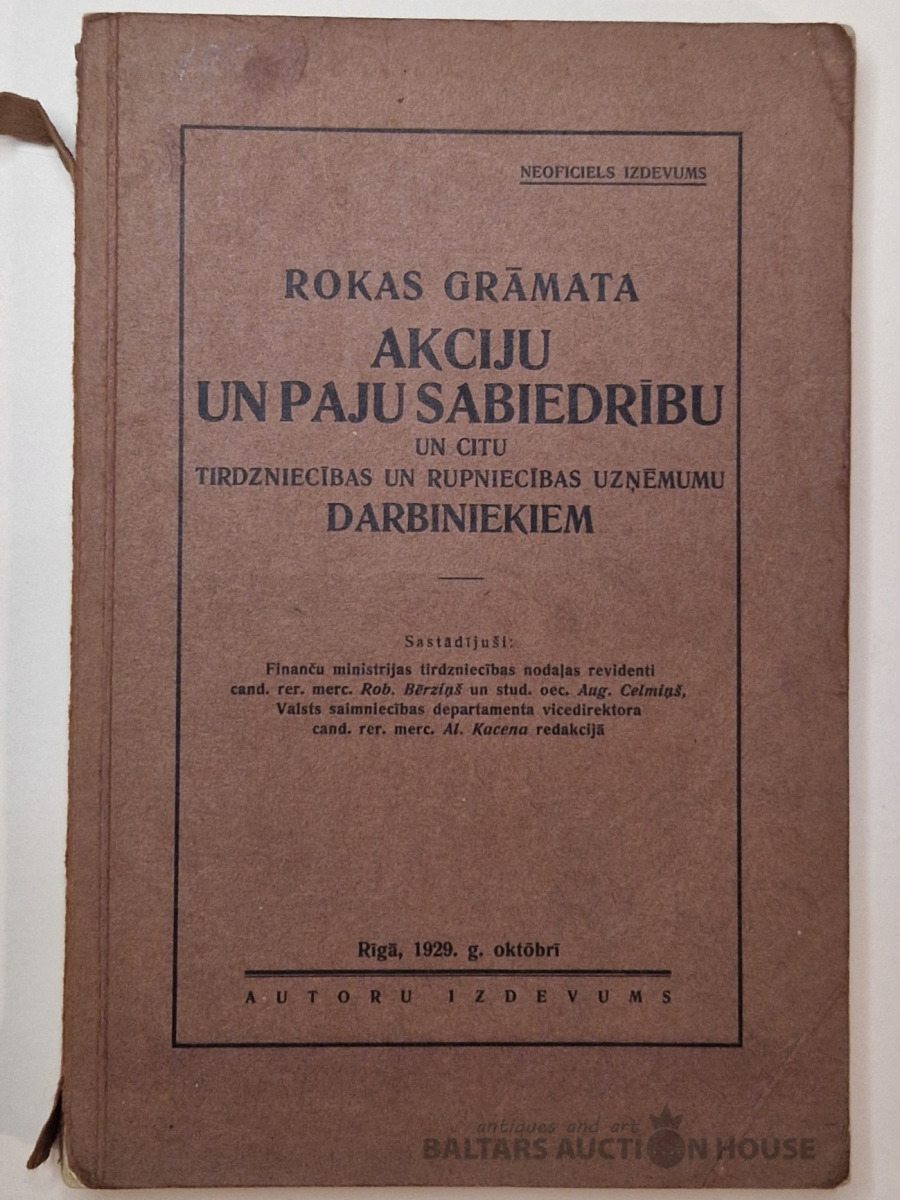 NEOFICIELS IZDEVUMS
ROKAS GRĀMATA
AKCIJU
UN PAJU SABIEDRĪBU
UN CITU
TIRDZNIECĪBAS UN RUPNIECĪBAS UZŅĒMUMU
DARBINIEKIEM
Sastādījuši:
Finanču ministrijas tirdzniecības nodaļas revidenti
cand. rer. merc. Rob. Bērziņš un stud. oec. Aug. Celmiņš,
Valsts saimniecības departamenta vicedirektora
cand. rer. merc. Al. Kacena redakcijā
Rīgā, 1929. g. oktōbrī
AUTORU IZDEVUMS
antiques and art
BALTARS AUCTION HOUSE